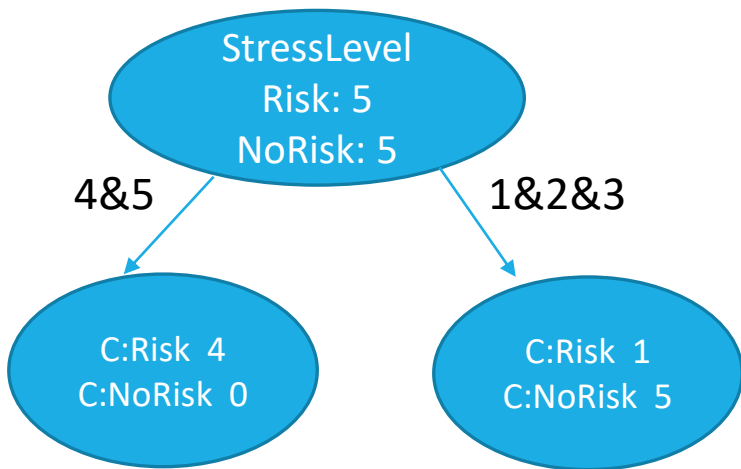 StressLevel
Risk: 5
NoRisk: 5
4&5
1&2&3
C:Risk 4
C:NoRisk 0
C:Risk 1
C:NoRisk 5